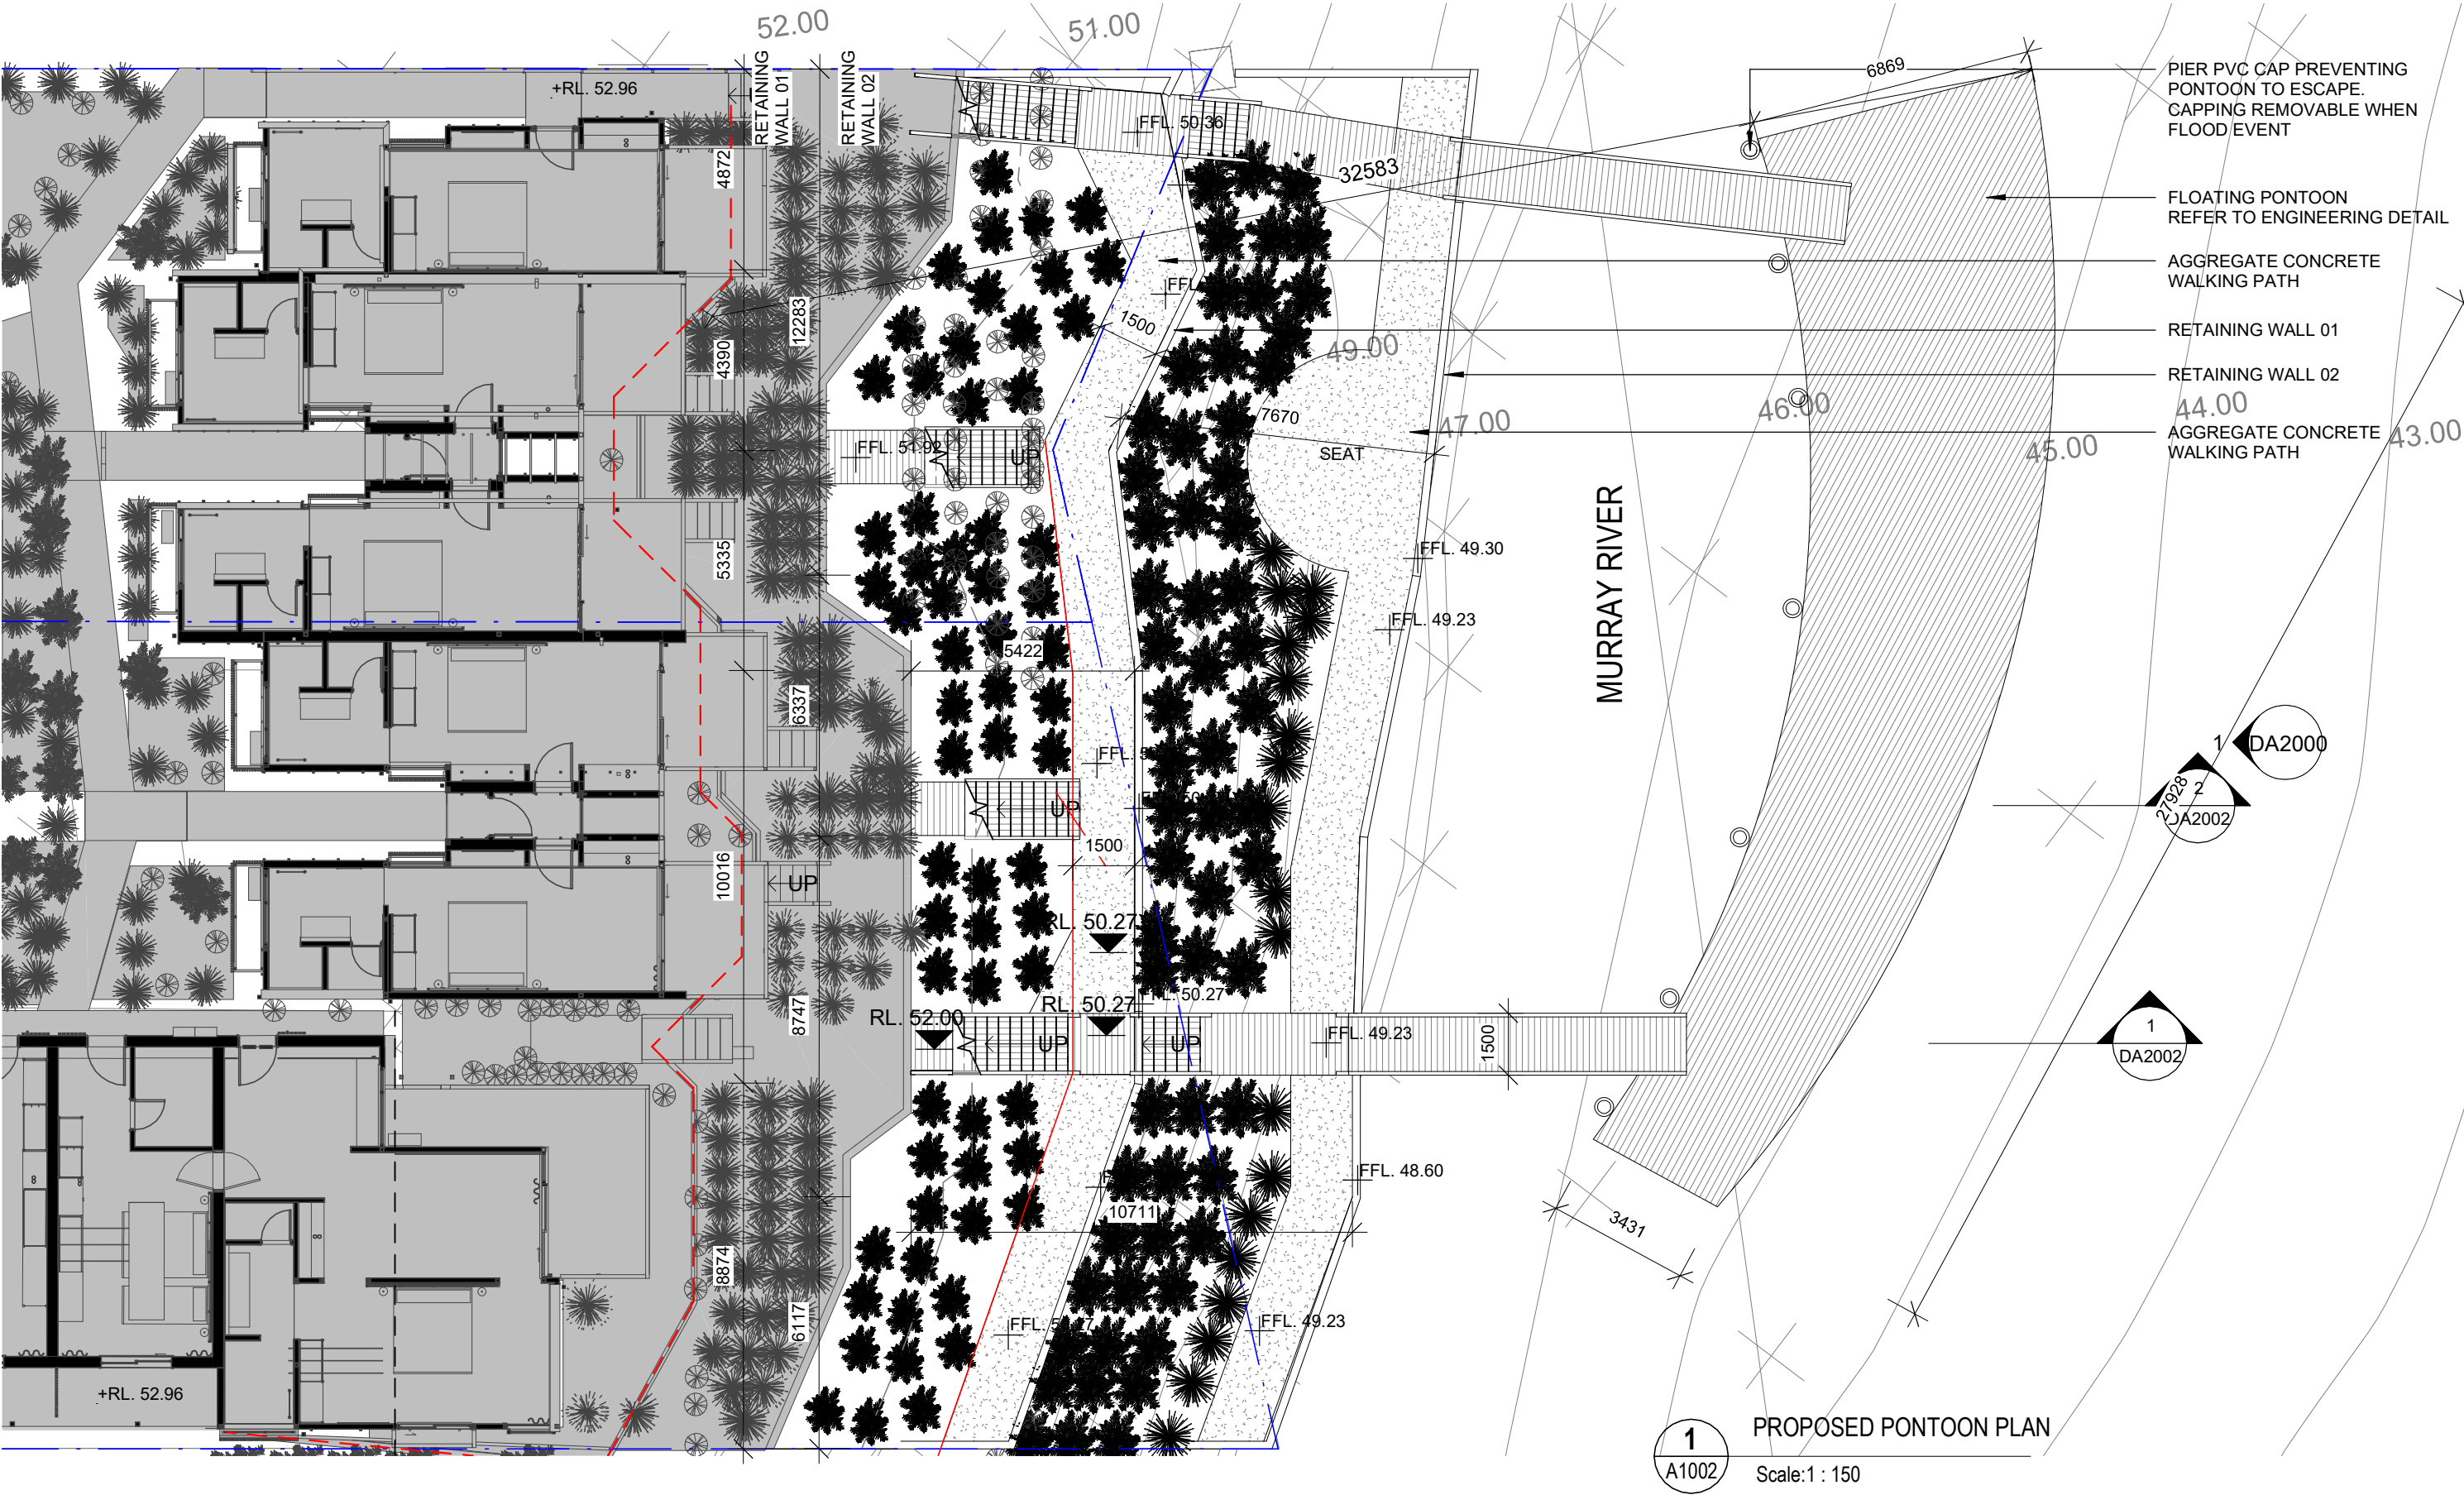 52.00
51.00
RETAINING
WALL 01
RETAINING
WALL 02
+RL. 52.96
6869
PIER PVC CAP PREVENTING
PONTOON TO ESCAPE.
CAPPING REMOVABLE WHEN
FLOOD EVENT
FFL. 50.36
4872
32583
FLOATING PONTOON
REFER TO ENGINEERING DETAIL
AGGREGATE CONCRETE
WALKING PATH
FFL
12283
1500
RETAINING WALL 01
4390
49.00
RETAINING WALL 02
7670
47.00
46.00
44.00
AGGREGATE CONCRETE
WALKING PATH
43.00
45.00
FFL. 51.92
UP
SEAT
MURRAY RIVER
5335
FFL. 49.30
FFL. 49.23
5422
6337
1
DA2000
2
DA2002
27928
UP
1500
10016
UP
RL. 50.27
RL. 52.00
RL. 50.27
FFL. 50.27
8747
UP
UP
FFL. 49.23
1500
1
DA2002
FFL. 48.60
10711
3431
8874
6117
FFL. 49.23
+RL. 52.96
1
A1002
PROPOSED PONTOON PLAN
Scale:1 : 150